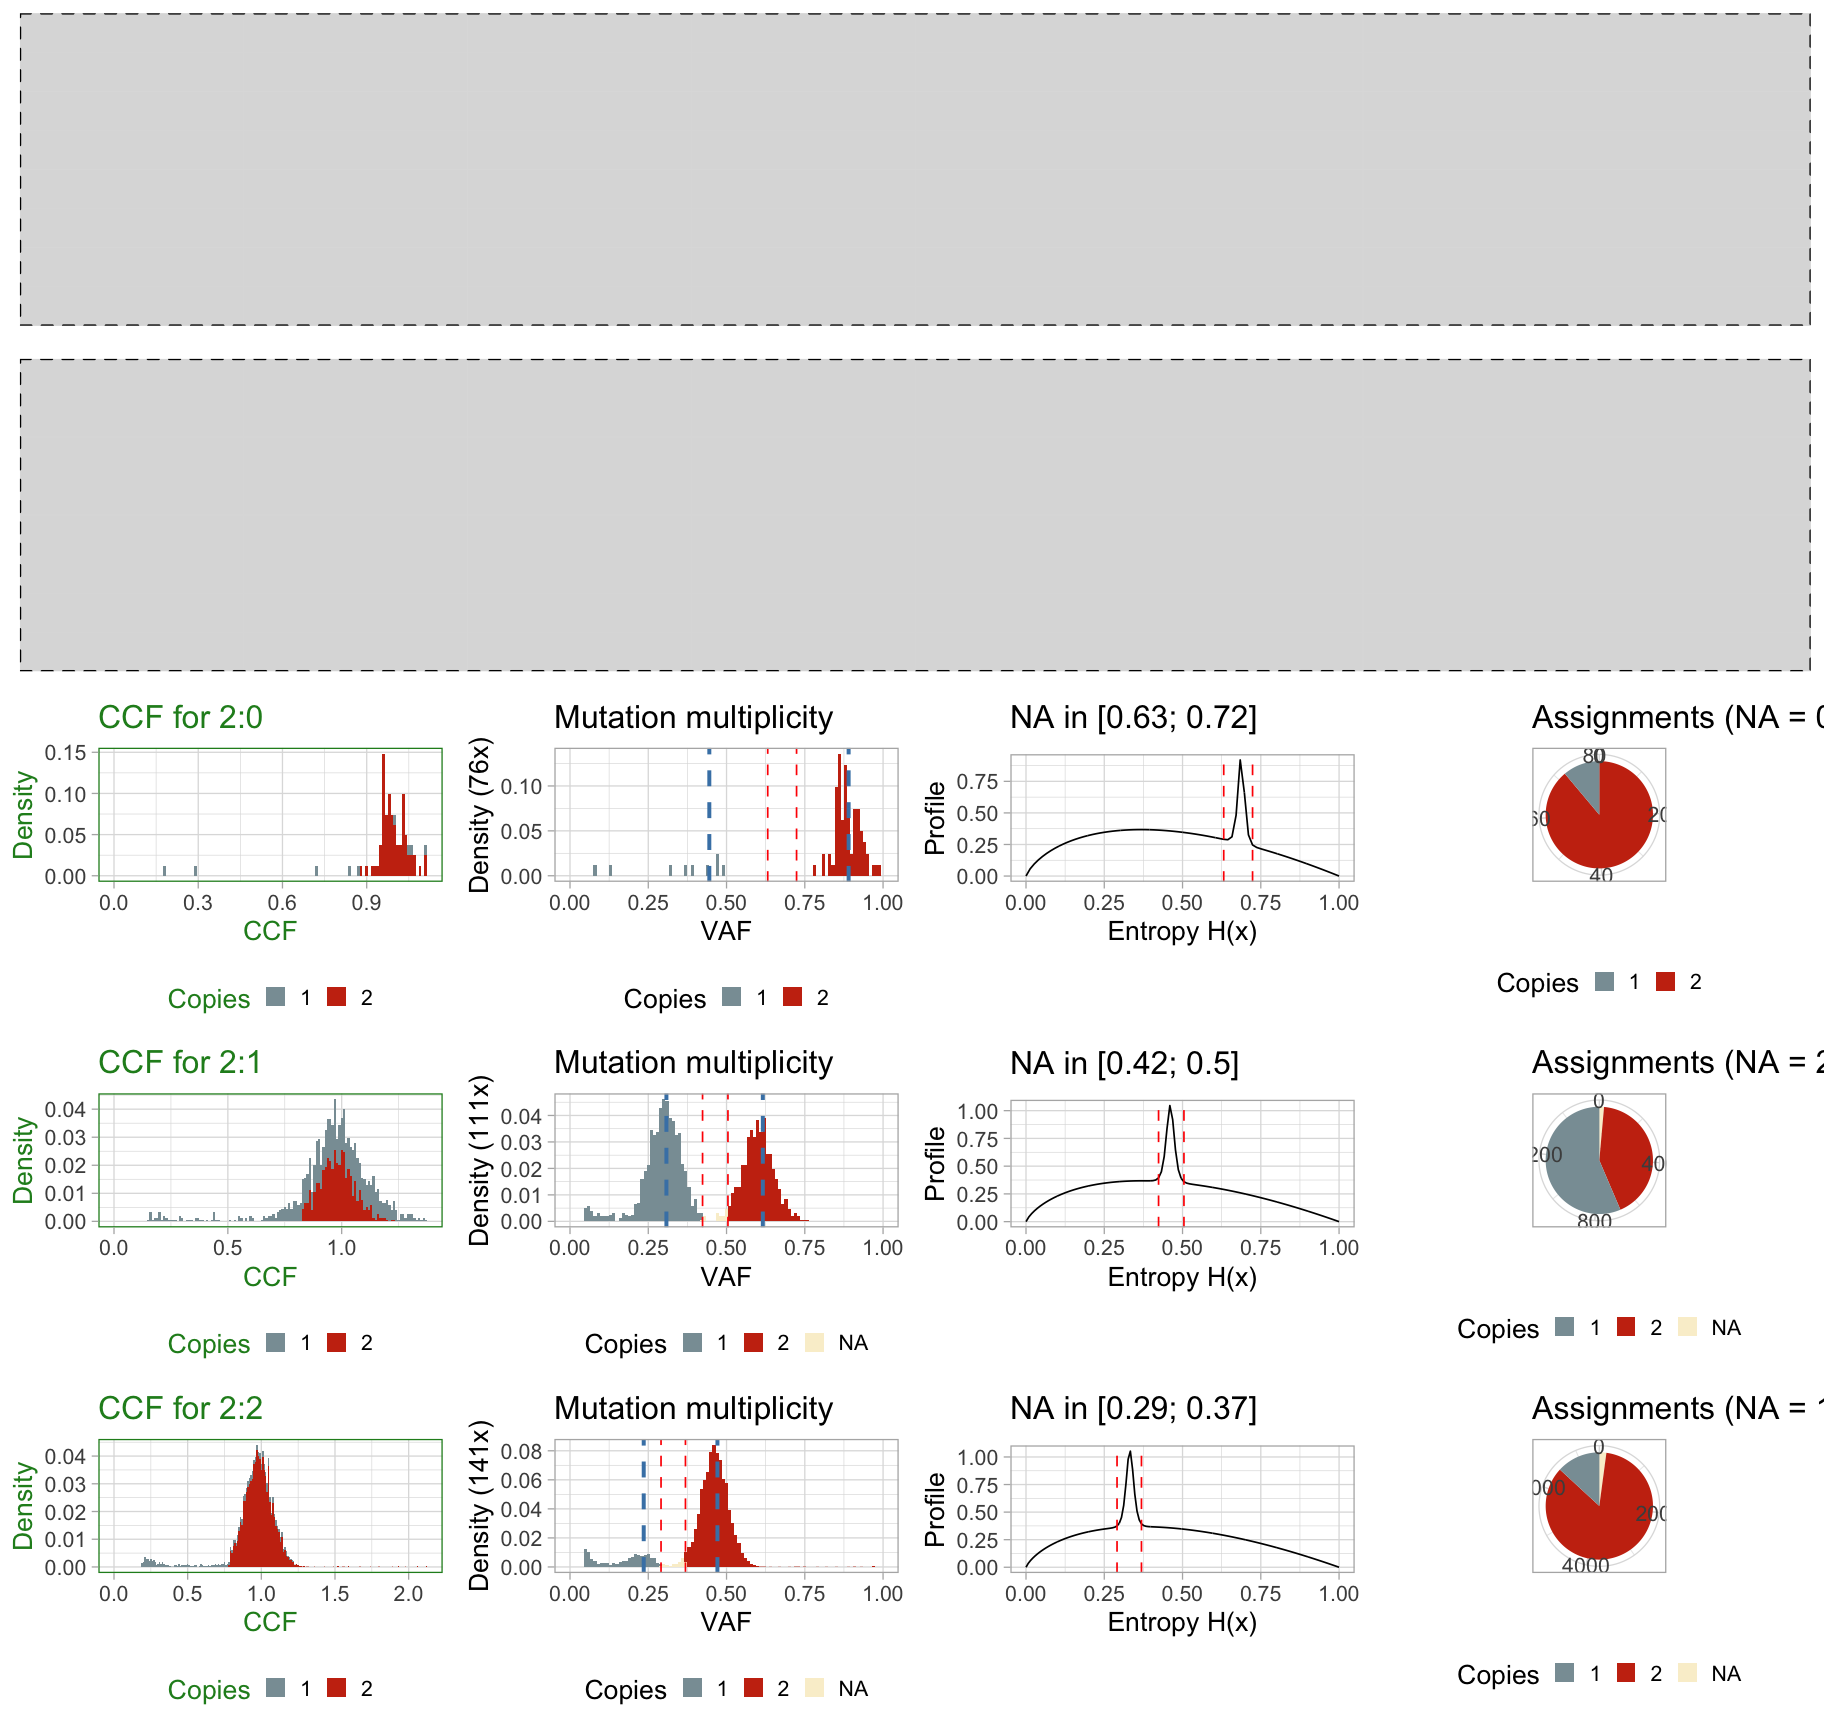 CCF for 2:0
Mutation multiplicity
NA in [0.63; 0.72]
Assignments (NA = 0
Density
0.15
0.10
0.05
0.00
0.0 0.3 0.6 0.9
CCF
Copies 1 2
Density (76x)
0.10
0.05
0.00
0.00 0.25 0.50 0.75 1.00
VAF
Copies 1 2
Profile
0.75
0.50
0.25
0.00
0.00 0.25 0.50 0.75 1.00
Entropy H(x)
40
Copies 1 2
CCF for 2:1
Mutation multiplicity
NA in [0.42; 0.5]
Assignments (NA = 2
Density
0.04
0.03
0.02
0.01
0.00
0.0 0.5 1.0
CCF
Copies 1 2
Density (111x)
0.04
0.03
0.02
0.01
0.00
0.00 0.25 0.50 0.75 1.00
VAF
Copies 1 2 NA
Profile
1.00
0.75
0.50
0.25
0.00
0.00 0.25 0.50 0.75 1.00
Entropy H(x)
0
800
Copies 1 2 NA
CCF for 2:2
Mutation multiplicity
NA in [0.29; 0.37]
Assignments (NA = 1
Density
0.04
0.03
0.02
0.01
0.00
0.0 0.5 1.0 1.5 2.0
CCF
Copies 1 2
Density (141x)
0.08
0.06
0.04
0.02
0.00
0.00 0.25 0.50 0.75 1.00
VAF
Copies 1 2 NA
Profile
1.00
0.75
0.50
0.25
0.00
0.00 0.25 0.50 0.75 1.00
Entropy H(x)
0
4000
Copies 1 2 NA